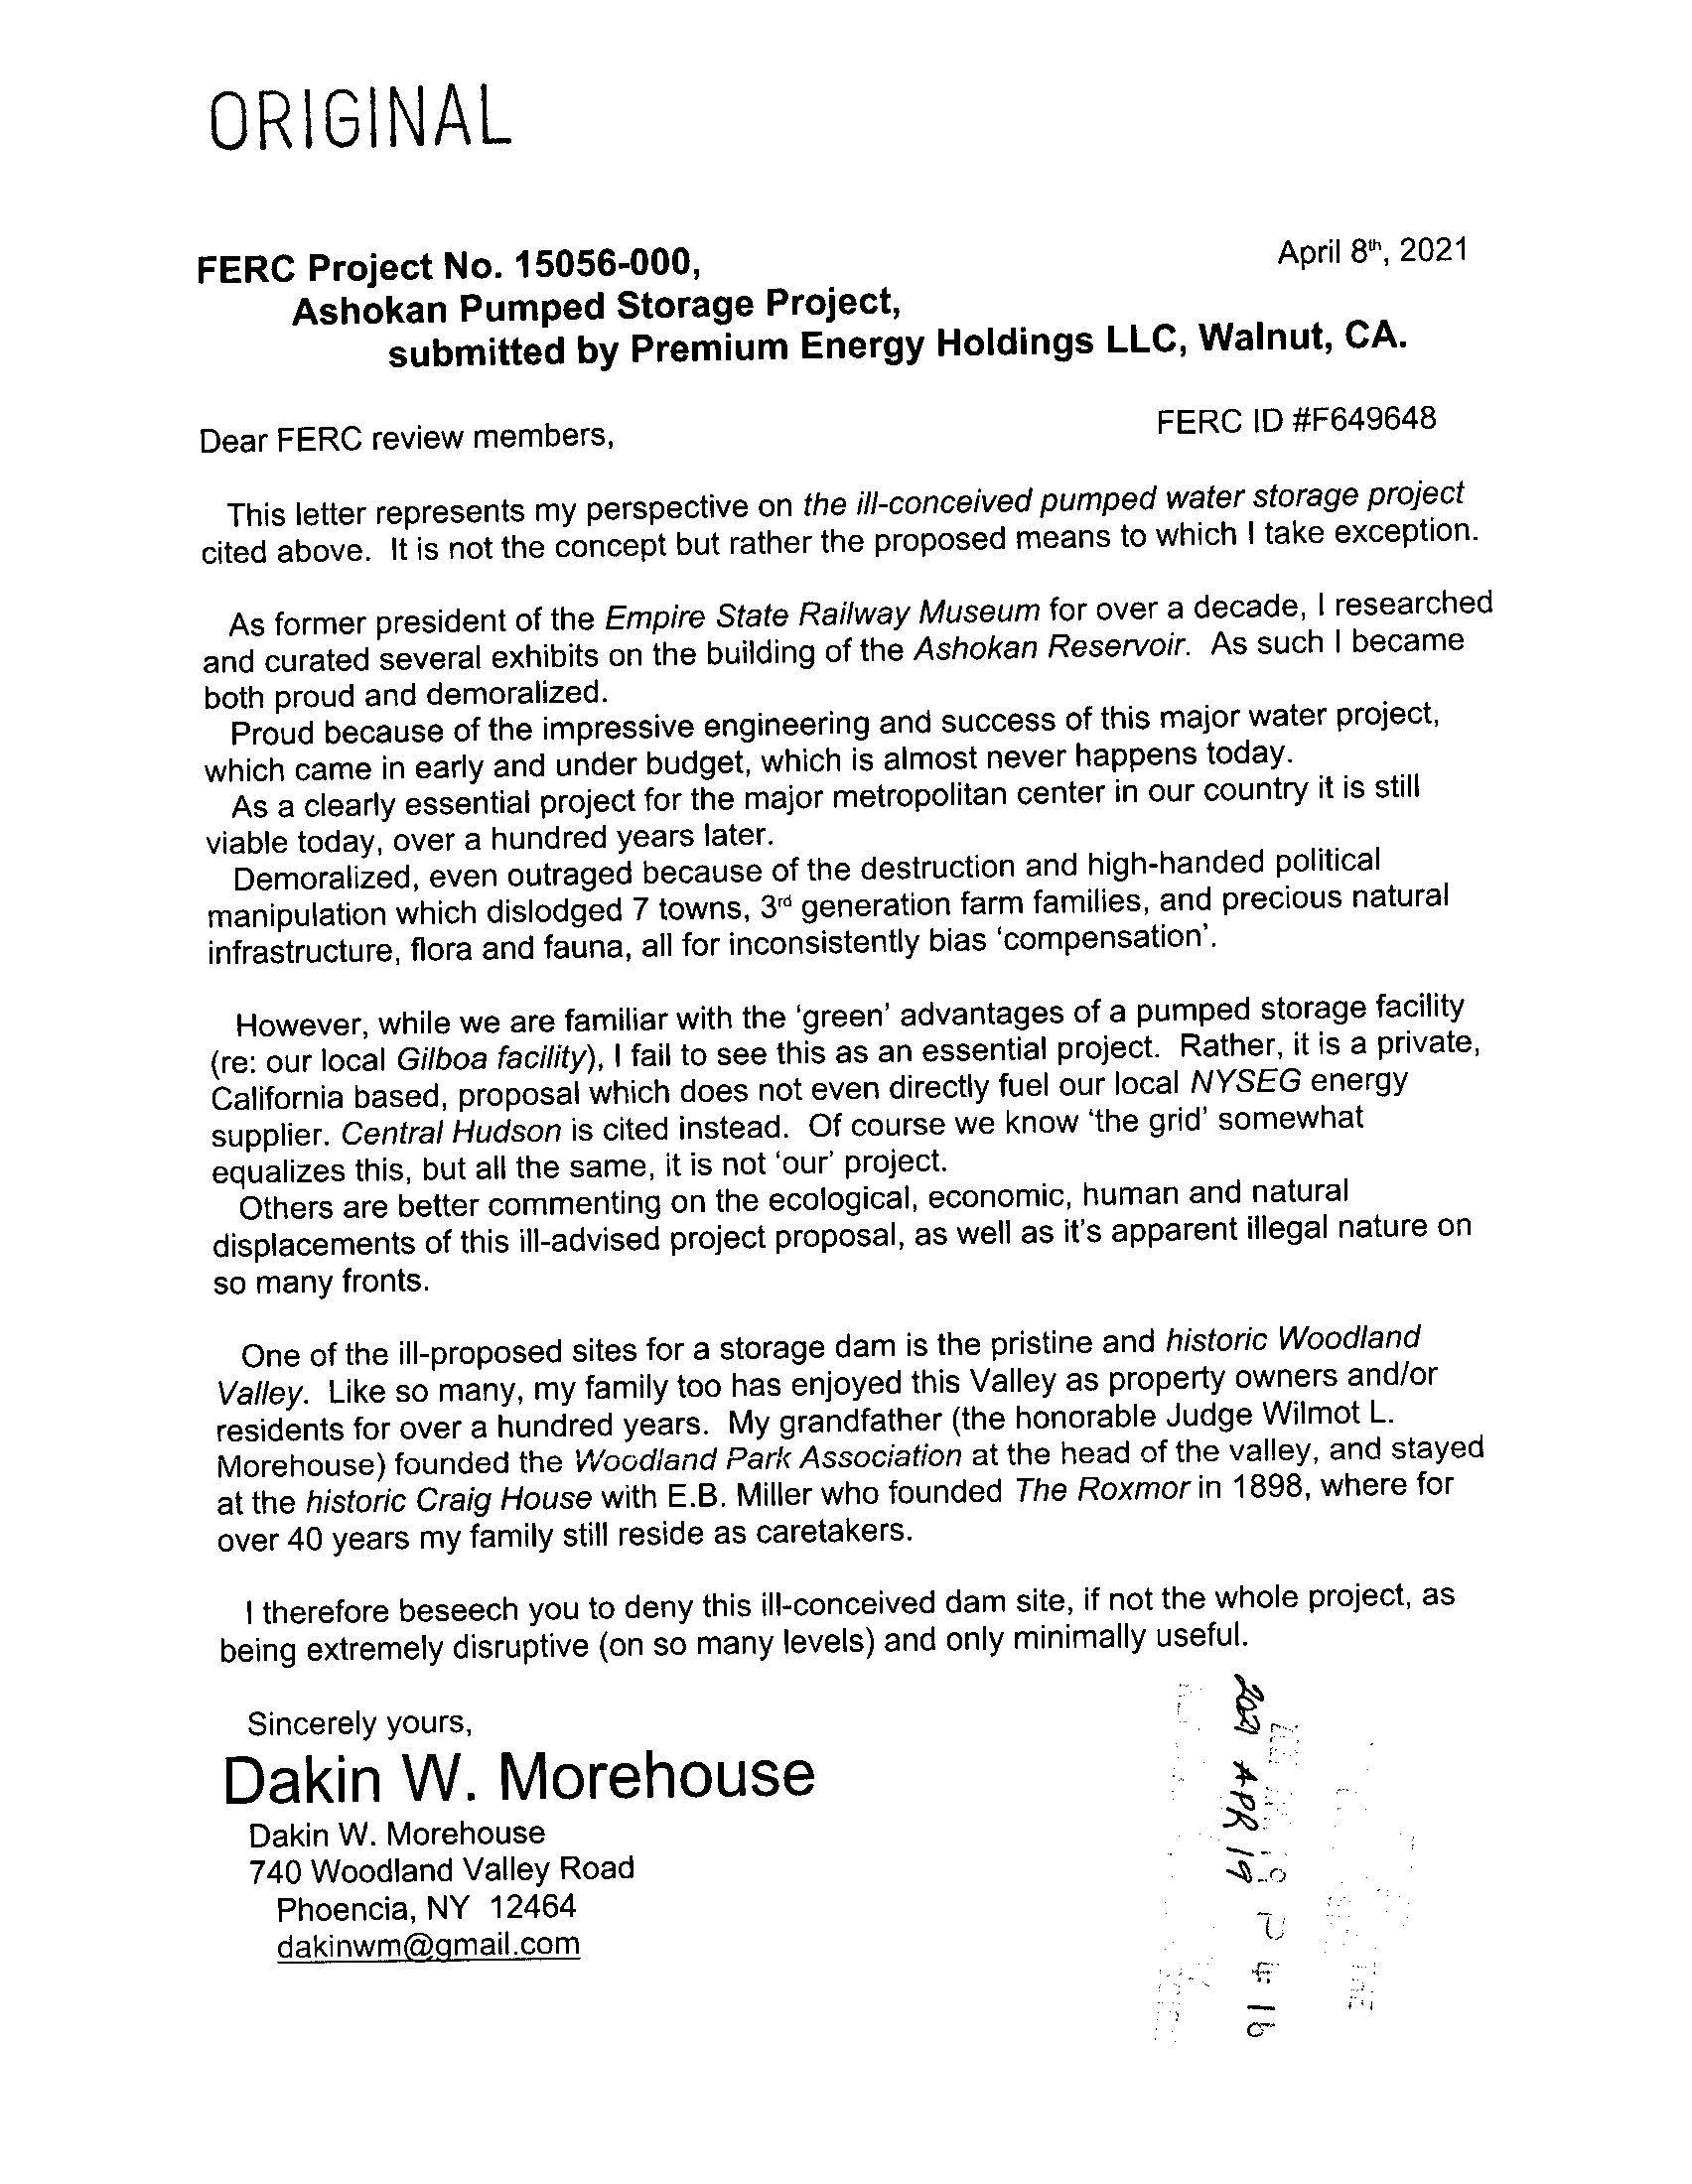 ORIGINAL
FERC Project No. 15056-000,
April 8th, 2021
Ashokan Pumped Storage Project,
submitted by Premium Energy Holdings LLC, Walnut, CA.
Dear FERC review members,
FERC ID #F649648
This letter represents my perspective on the ill-conceived pumped water storage project
cited above. It is not the concept but rather the proposed means to which I take exception.
As former president of the Empire State Railway Museum for over a decade, I researched
and curated several exhibits on the building of the Ashokan Reservoir. As such I became
both proud and demoralized.
Proud because of the impressive engineering and success of this major water project,
which came in early and under budget, which is almost never happens today.
As a clearly essential project for the major metropolitan center in our country it is still
viable today, over a hundred years later.
Demoralized, even outraged because of the destruction and high-handed political
manipulation which dislodged 7 towns, 3rd generation farm families, and precious natural
infrastructure, flora and fauna, all for inconsistently bias ‘compensation’.
However, while we are familiar with the ‘green’ advantages of a pumped storage facility
(re: our local Gilboa facility), I fail to see this as an essential project. Rather, it is a private,
California based, proposal which does not even directly fuel our local NYSEG energy
supplier. Central Hudson is cited instead. Of course we know ‘the grid’ somewhat
equalizes this, but all the same, it is not ‘our’ project.
Others are better commenting on the ecological, economic, human and natural
displacements of this ill-advised project proposal, as well as it's apparent illegal nature on
so many fronts.
One of the ill-proposed sites for a storage dam is the pristine and historic Woodland
Valley. Like so many, my family too has enjoyed this Valley as property owners and/or
residents for over a hundred years. My grandfather (the honorable Judge Wilmot L.
Morehouse) founded the Woodland Park Association at the head of the valley, and stayed
at the historic Craig House with E.B. Miller who founded The Roxmor in 1898, where for
over 40 years my family still reside as caretakers.
I therefore beseech you to deny this ill-conceived dam site, if not the whole project, as
being extremely disruptive (on so many levels) and only minimally useful.
Sincerely yours,
Dakin W. Morehouse
Dakin W. Morehouse
740 Woodland Valley Road
Phoencia, NY 12464
dakinwm@gmail.com
2021 APR 19 P 4: 16